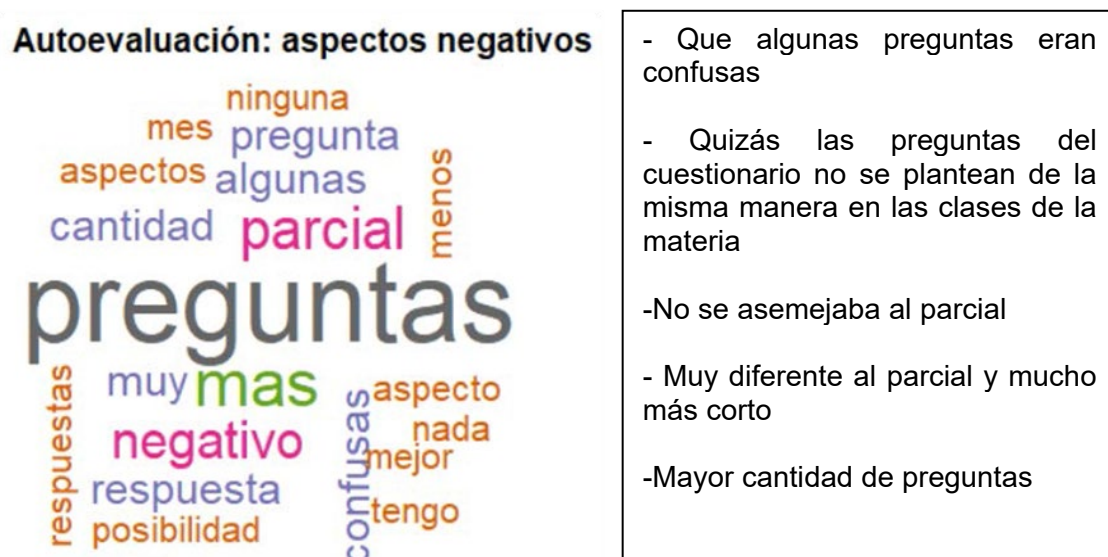 Autoevaluación: aspectos negativos
ninguna
mes pregunta
aspectos algunas
menos
cantidad parcial
preguntas
respuestas
muy mas
confusas
aspecto
negativo
nada
mejor
respuesta
tengo
posibilidad
- Que algunas preguntas eran
confusas
- Quizás las preguntas del
cuestionario no se plantean de la
misma manera en las clases de la
materia
-No se asemejaba al parcial
- Muy diferente al parcial y mucho
más corto
-Mayor cantidad de preguntas